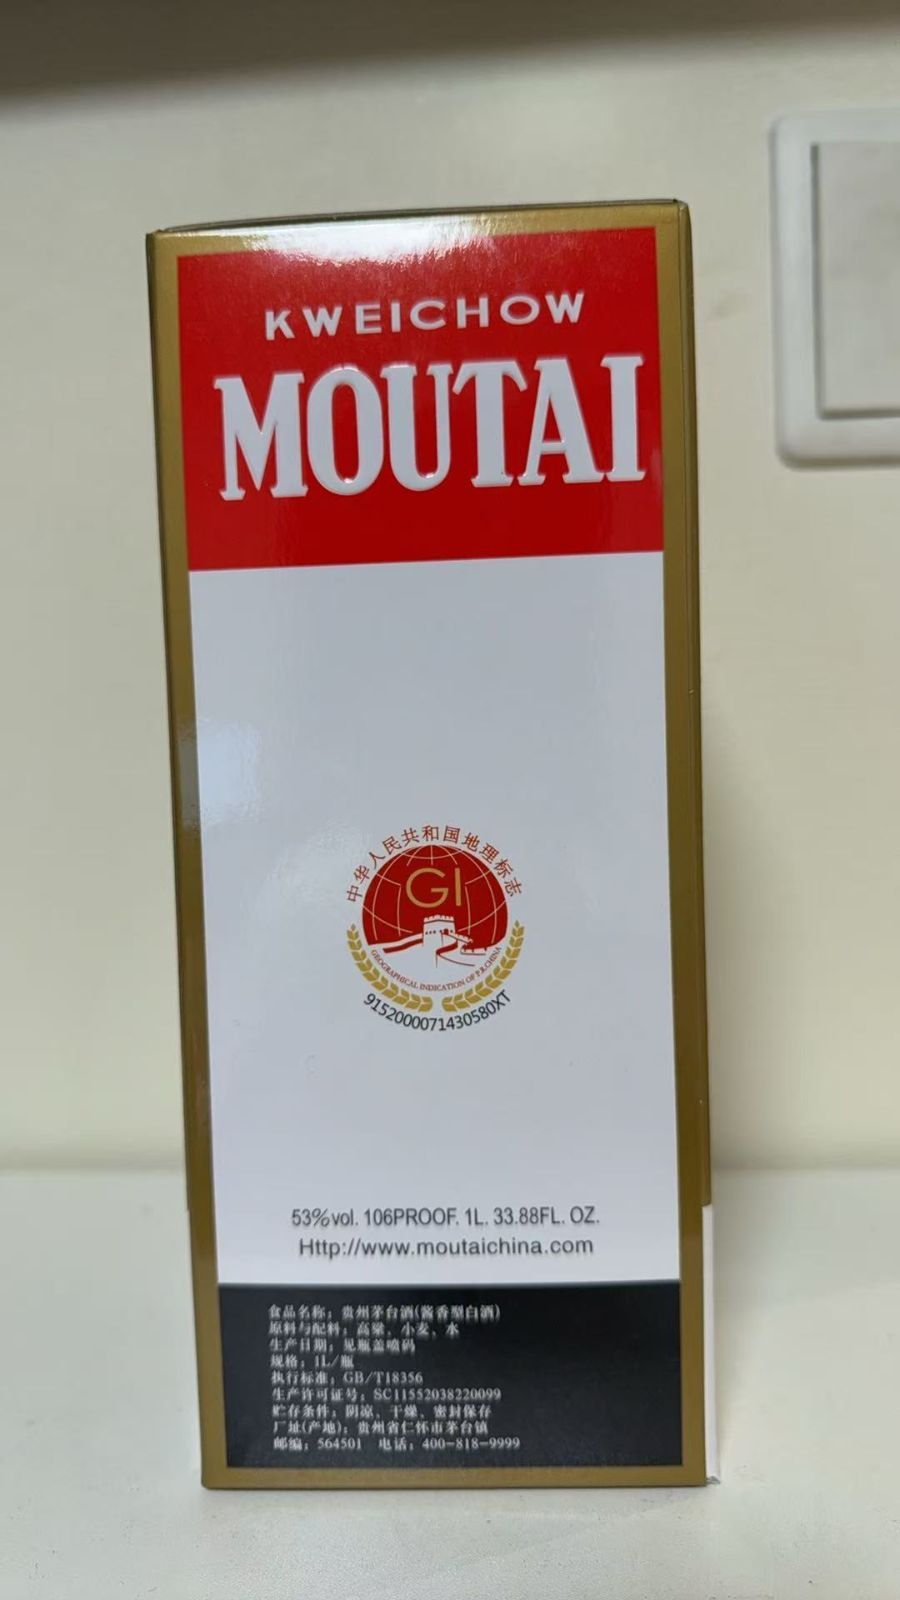 KWEICHOW
MOUTAI
中华人民共和国地理标志
GI
GEOGRAPHICAL INDICATION OF P.R.CHINA
9152000071430580XT
53%vol. 106PROOF. 1L. 33.88FL. OZ.
Http://www.moutaichina.com
食品名称：贵州茅台酒(酱香型白酒)
原料与配料：高粱、小麦、水
生产日期：见瓶盖喷码
规格：1L/瓶
执行标准：GB/T18356
生产许可证号：SC11552038220099
贮存条件：阴凉、干燥、密封保存
厂址(产地)：贵州省仁怀市茅台镇
邮编：564501 电话：400-818-9999